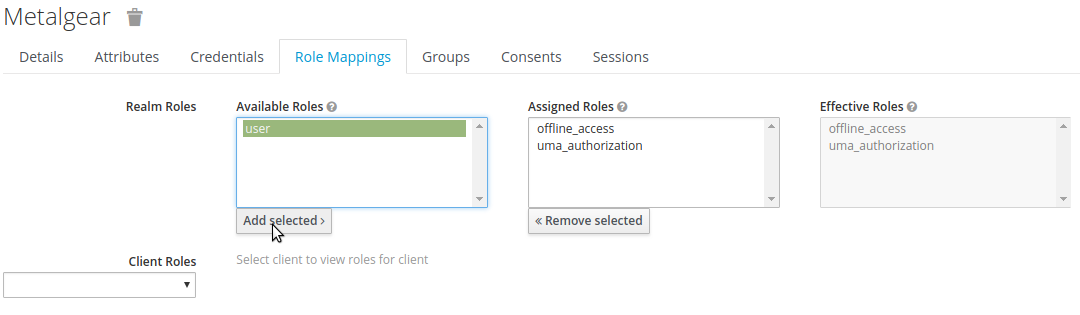 Metalgear
Details Attributes Credentials Role Mappings Groups Consents Sessions
Realm Roles Available Roles Assigned Roles Effective Roles
user offline_access offline_access
uma_authorization uma_authorization
Add selected › « Remove selected
Client Roles Select client to view roles for client